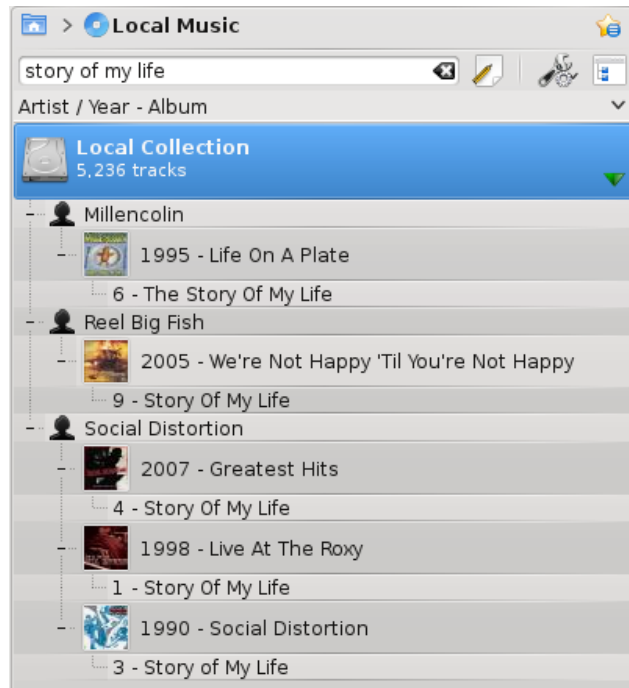 > Local Music
story of my life
Artist / Year - Album
Local Collection
5,236 tracks
Millencolin
1995 - Life On A Plate
6 - The Story Of My Life
Reel Big Fish
2005 - We're Not Happy 'Til You're Not Happy
9 - Story Of My Life
Social Distortion
2007 - Greatest Hits
4 - Story Of My Life
1998 - Live At The Roxy
1 - Story Of My Life
1990 - Social Distortion
3 - Story of My Life